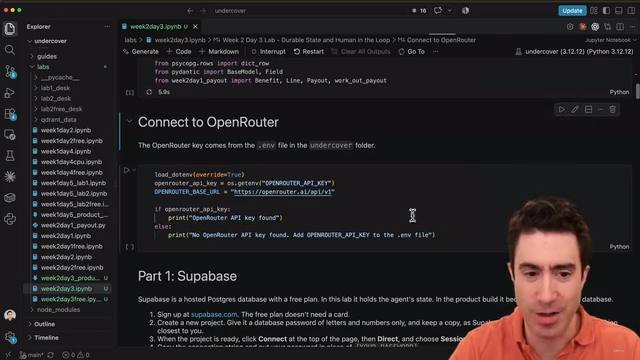 undercover
16
Update
Explorer
week2day3.ipynb U
undercover
guides
labs
__pycache__
lab1_desk
lab2_desk
lab2free_desk
qdrant_data
week1day2.ipynb
week1day2free.ipynb
week1day4.ipynb
week1day4cpu.ipynb
week1day4free.ipynb
week1day5_lab1.ipynb
week1day5_lab2.ipynb
week1day5_lab2free.ipynb
week1day5_product_...
week2day1_payout.py U
week2day1.ipynb
week2day1free.ipynb
week2day2.ipynb
week2day2free.ipynb
week2day3_produ... U
week2day3.ipynb U
week2day3free.ipynb U
node_modules
Outline
Timeline
main*
labs > week2day3.ipynb > Week 2 Day 3 Lab - Durable State and Human in the Loop > Connect to OpenRouter
Generate + Code + Markdown Interrupt Restart Go To
Jupyter Notebook
undercover (3.12.12) (Python 3.12.12)
from psycopg.rows import dict_row
from pydantic import BaseModel, Field
from week2day1_payout import Benefit, Line, Payout, work_out_payout
[1] 5.9s Python
Connect to OpenRouter
The OpenRouter key comes from the .env file in the undercover folder.
load_dotenv(override=True)
openrouter_api_key = os.getenv("OPENROUTER_API_KEY")
OPENROUTER_BASE_URL = "https://openrouter.ai/api/v1"
if openrouter_api_key:
print("OpenRouter API key found")
else:
print("No OpenRouter API key found. Add OPENROUTER_API_KEY to the .env file")
[ ] Python
Part 1: Supabase
Supabase is a hosted Postgres database with a free plan. In this lab it holds the agent's state. In the product build it bec database.
1. Sign up at supabase.com. The free plan doesn't need a card.
2. Create a new project. Give it a database password of letters and numbers only, and keep a copy, as Supab
closest to you.
3. When the project is ready, click Connect at the top of the page, then Direct, and choose Sessio